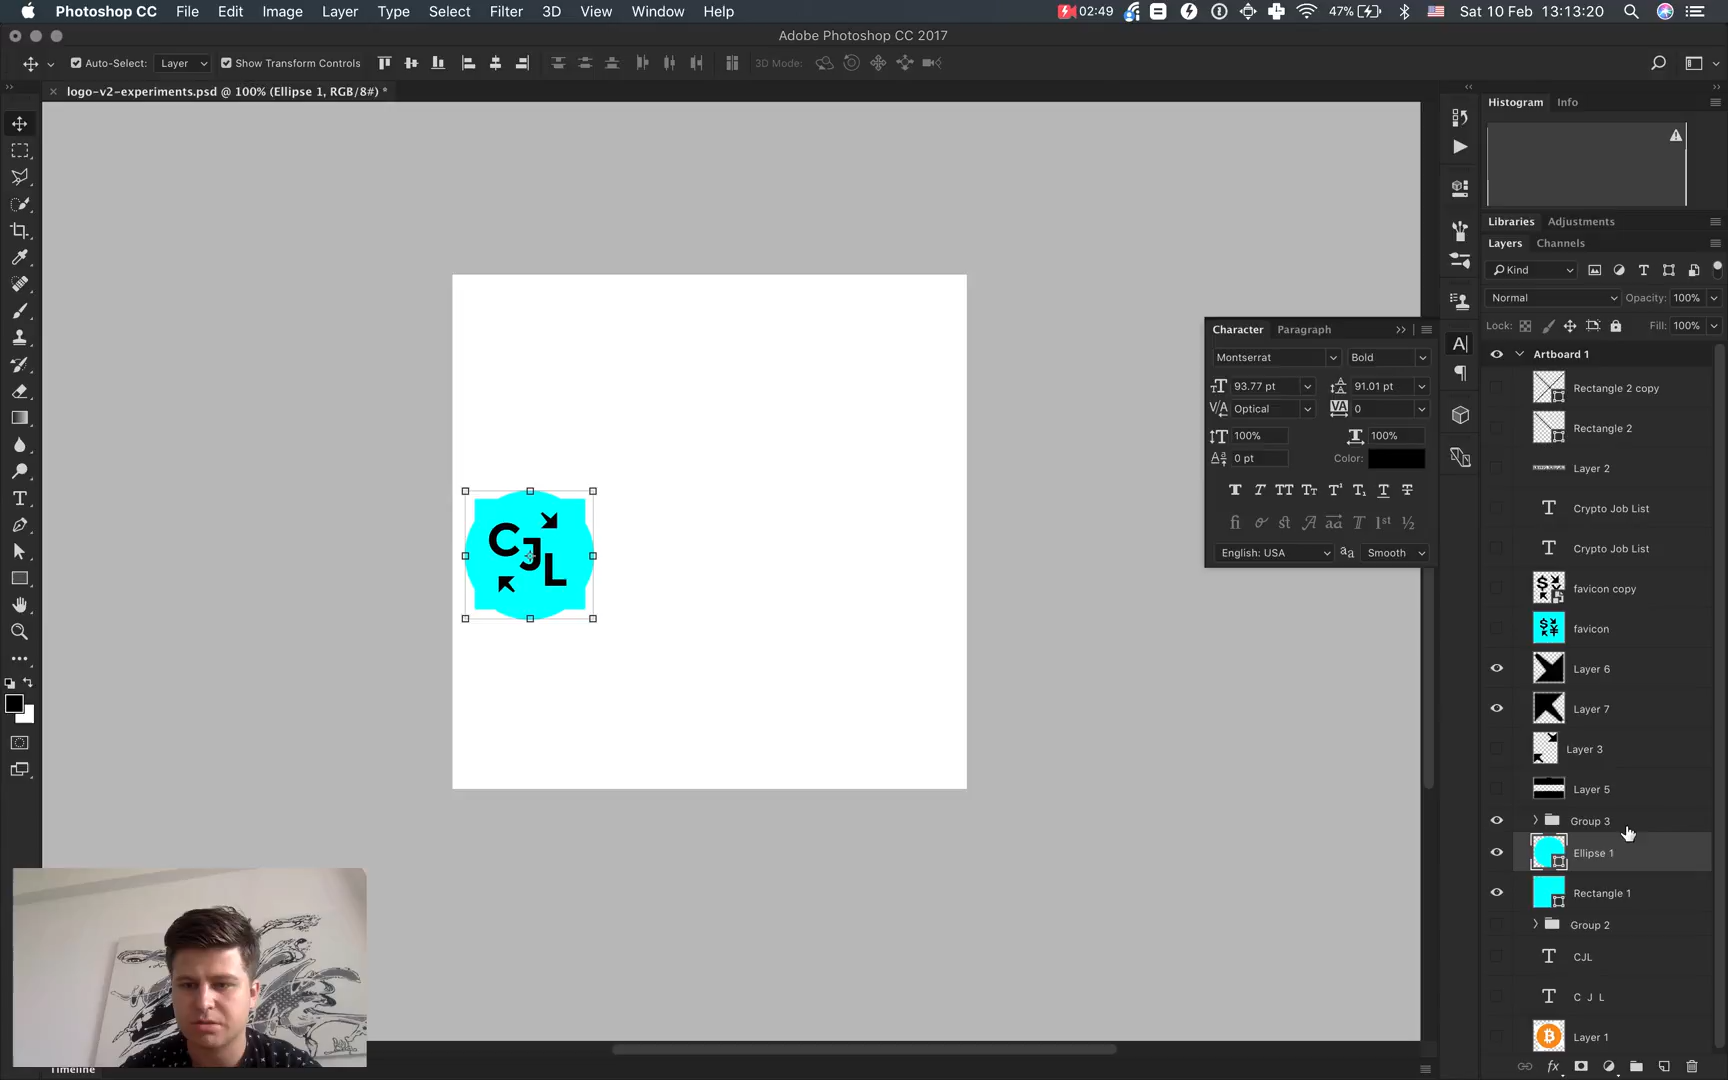 Photoshop CC File Edit Image Layer Type Select Filter 3D View Window Help 02:49 47% Sat 10 Feb 13:13:20
Adobe Photoshop CC 2017
Auto-Select: Layer Show Transform Controls 3D Mode:
logo-v2-experiments.psd @ 100% (Ellipse 1, RGB/8#) *
Histogram Info
Libraries Adjustments
Layers Channels
Kind
Normal Opacity: 100%
Lock: Fill: 100%
Artboard 1
Rectangle 2 copy
Rectangle 2
Layer 2
Crypto Job List
Crypto Job List
favicon copy
favicon
Layer 6
Layer 7
Layer 3
Layer 5
Group 3
Ellipse 1
Rectangle 1
Group 2
CJL
C J L
Layer 1
Character Paragraph
Montserrat Bold
93.77 pt 91.01 pt
Optical 0
100% 100%
0 pt Color:
English: USA aa Smooth
C
J
L
Timeline